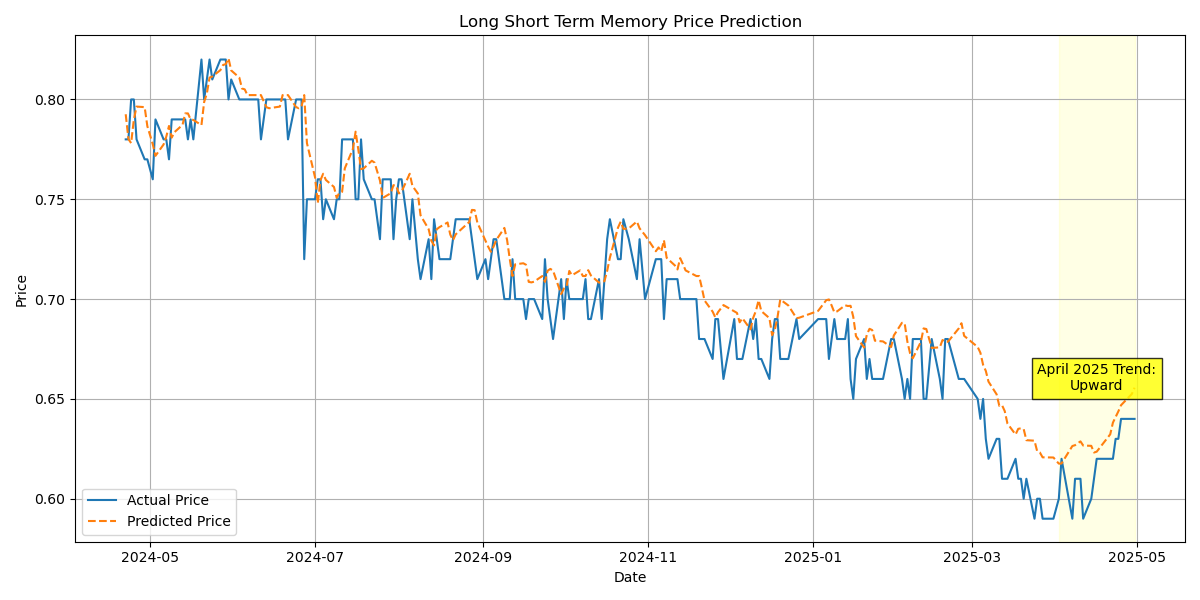 Long Short Term Memory Price Prediction
Price
0.80
0.75
0.70
0.65
0.60
April 2025 Trend:
Upward
Actual Price
Predicted Price
2024-05
2024-07
2024-09
2024-11
2025-01
2025-03
2025-05
Date